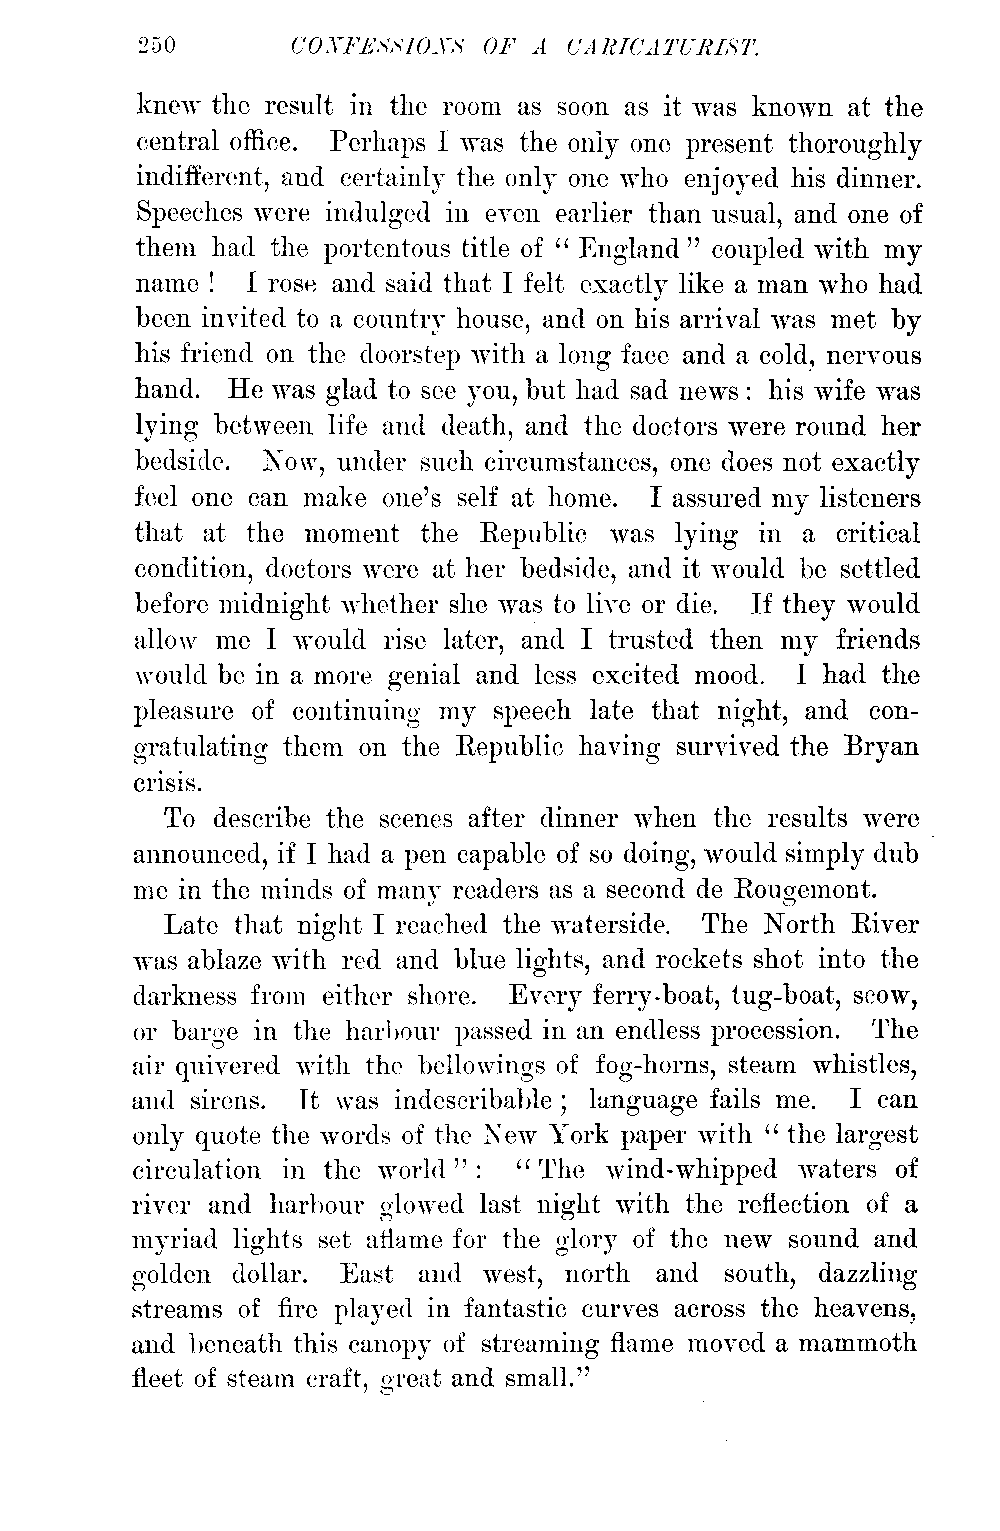 250 CONFESSIONS OF A CARICATURIST.
knew the result in the room as soon as it was known at the
central office. Perhaps I was the only one present thoroughly
indifferent, and certainly the only one who enjoyed his dinner.
Speeches were indulged in even earlier than usual, and one of
them had the portentous title of “ England ” coupled with my
name ! I rose and said that I felt exactly like a man who had
been invited to a country house, and on his arrival was met by
his friend on the doorstep with a long face and a cold, nervous
hand. He was glad to see you, but had sad news : his wife was
lying between life and death, and the doctors were round her
bedside. Now, under such circumstances, one does not exactly
feel one can make one’s self at home. I assured my listeners
that at the moment the Republic was lying in a critical
condition, doctors were at her bedside, and it would be settled
before midnight whether she was to live or die. If they would
allow me I would rise later, and I trusted then my friends
would be in a more genial and less excited mood. I had the
pleasure of continuing my speech late that night, and con-
gratulating them on the Republic having survived the Bryan
crisis.
To describe the scenes after dinner when the results were
announced, if I had a pen capable of so doing, would simply dub
me in the minds of many readers as a second de Rougemont.
Late that night I reached the waterside. The North River
was ablaze with red and blue lights, and rockets shot into the
darkness from either shore. Every ferry-boat, tug-boat, scow,
or barge in the harbour passed in an endless procession. The
air quivered with the bellowings of fog-horns, steam whistles,
and sirens. It was indescribable ; language fails me. I can
only quote the words of the New York paper with “ the largest
circulation in the world ” : “ The wind-whipped waters of
river and harbour glowed last night with the reflection of a
myriad lights set aflame for the glory of the new sound and
golden dollar. East and west, north and south, dazzling
streams of fire played in fantastic curves across the heavens,
and beneath this canopy of streaming flame moved a mammoth
fleet of steam craft, great and small.”